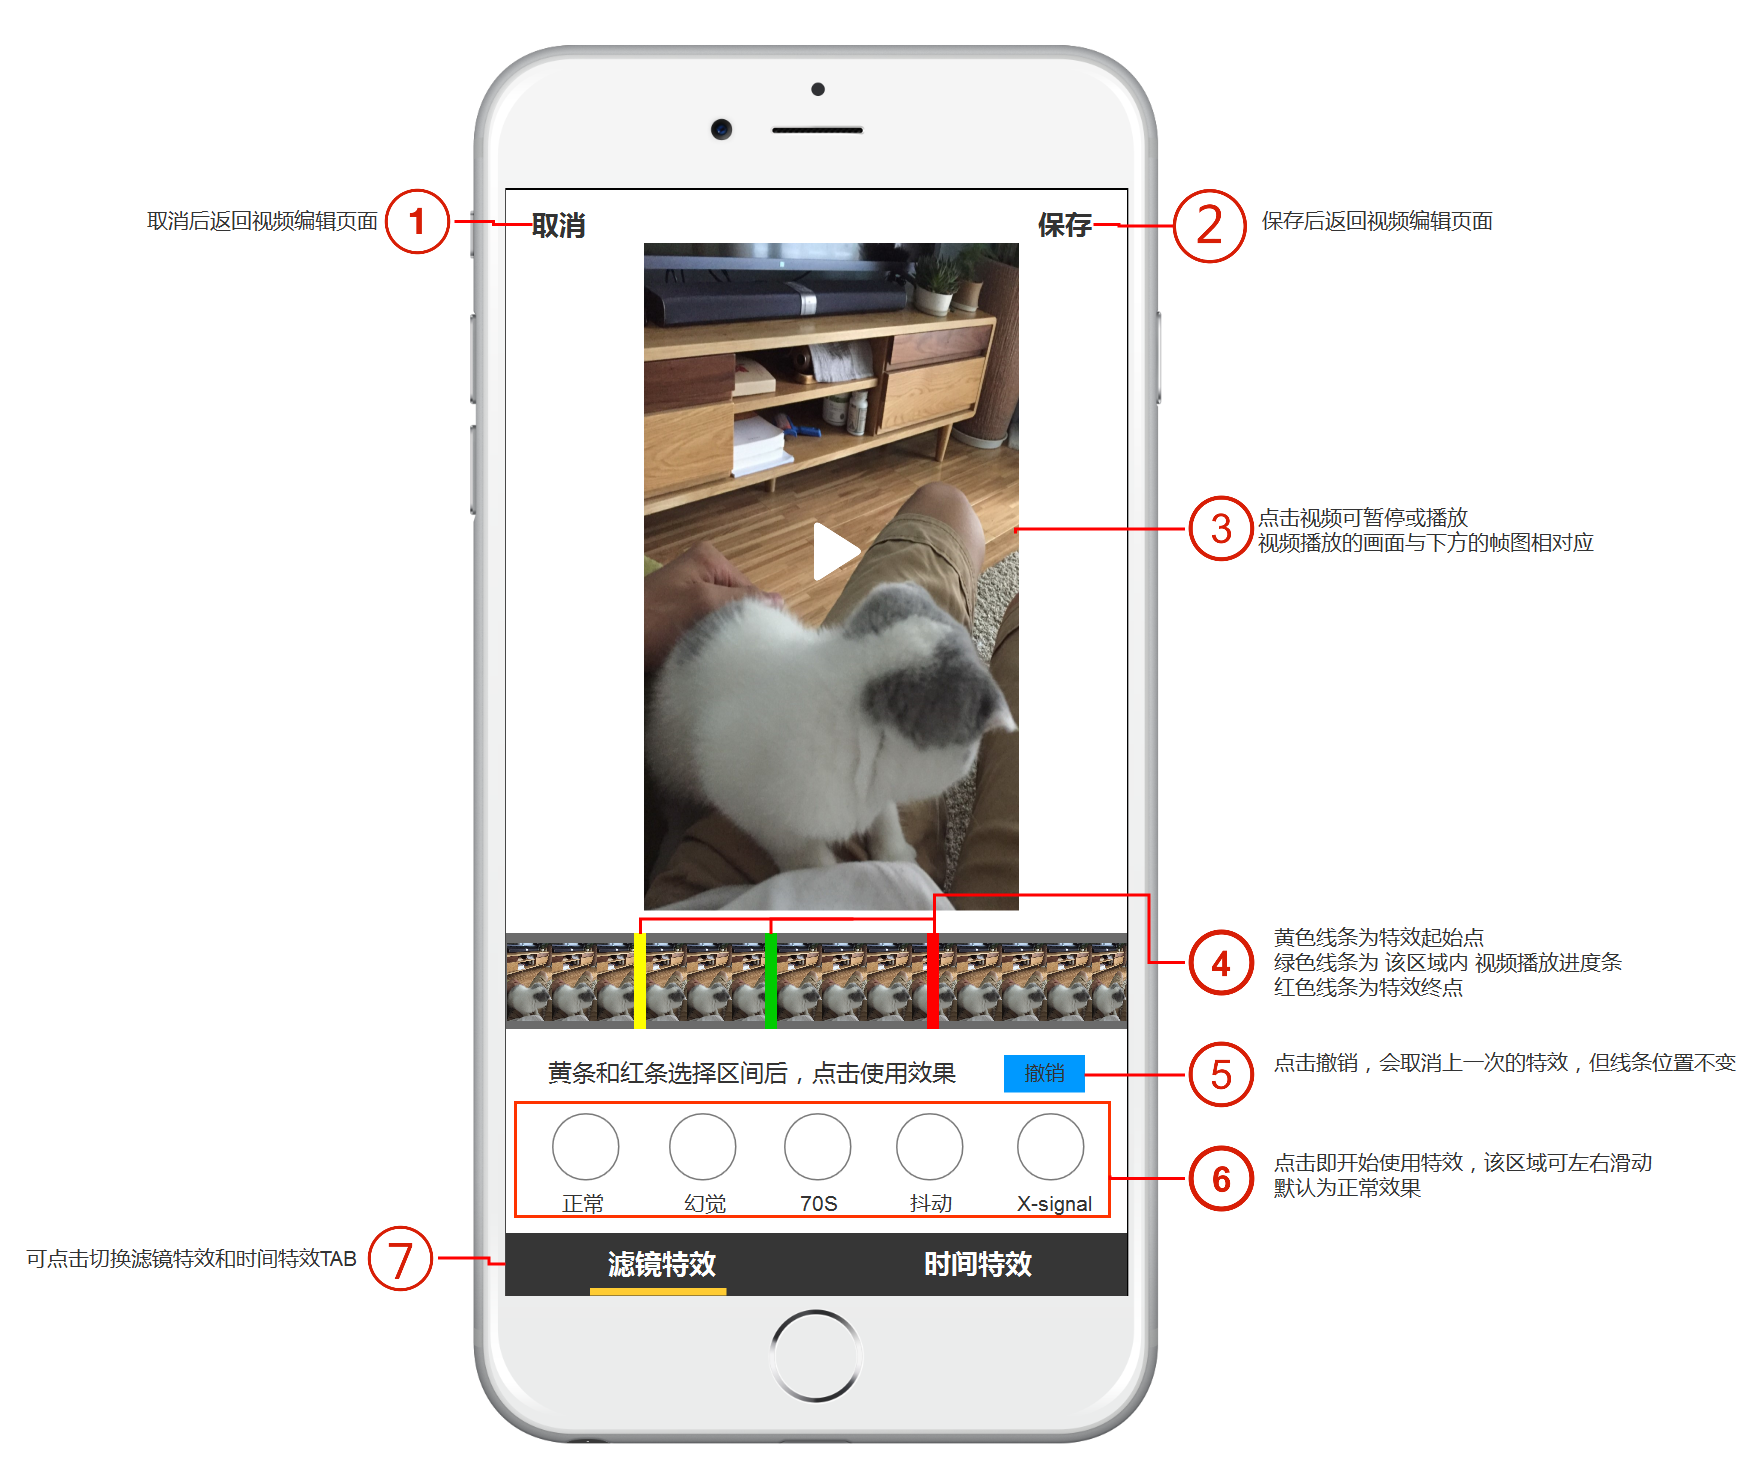 取消后返回视频编辑页面
1
取消
保存
2
保存后返回视频编辑页面
3
点击视频可暂停或播放
视频播放的画面与下方的帧图相对应
4
黄色线条为特效起始点
绿色线条为 该区域内 视频播放进度条
红色线条为特效终点
黄条和红条选择区间后，点击使用效果
撤销
5
点击撤销，会取消上一次的特效，但线条位置不变
正常
幻觉
70S
抖动
X-signal
6
点击即开始使用特效，该区域可左右滑动
默认为正常效果
可点击切换滤镜特效和时间特效TAB
7
滤镜特效
时间特效